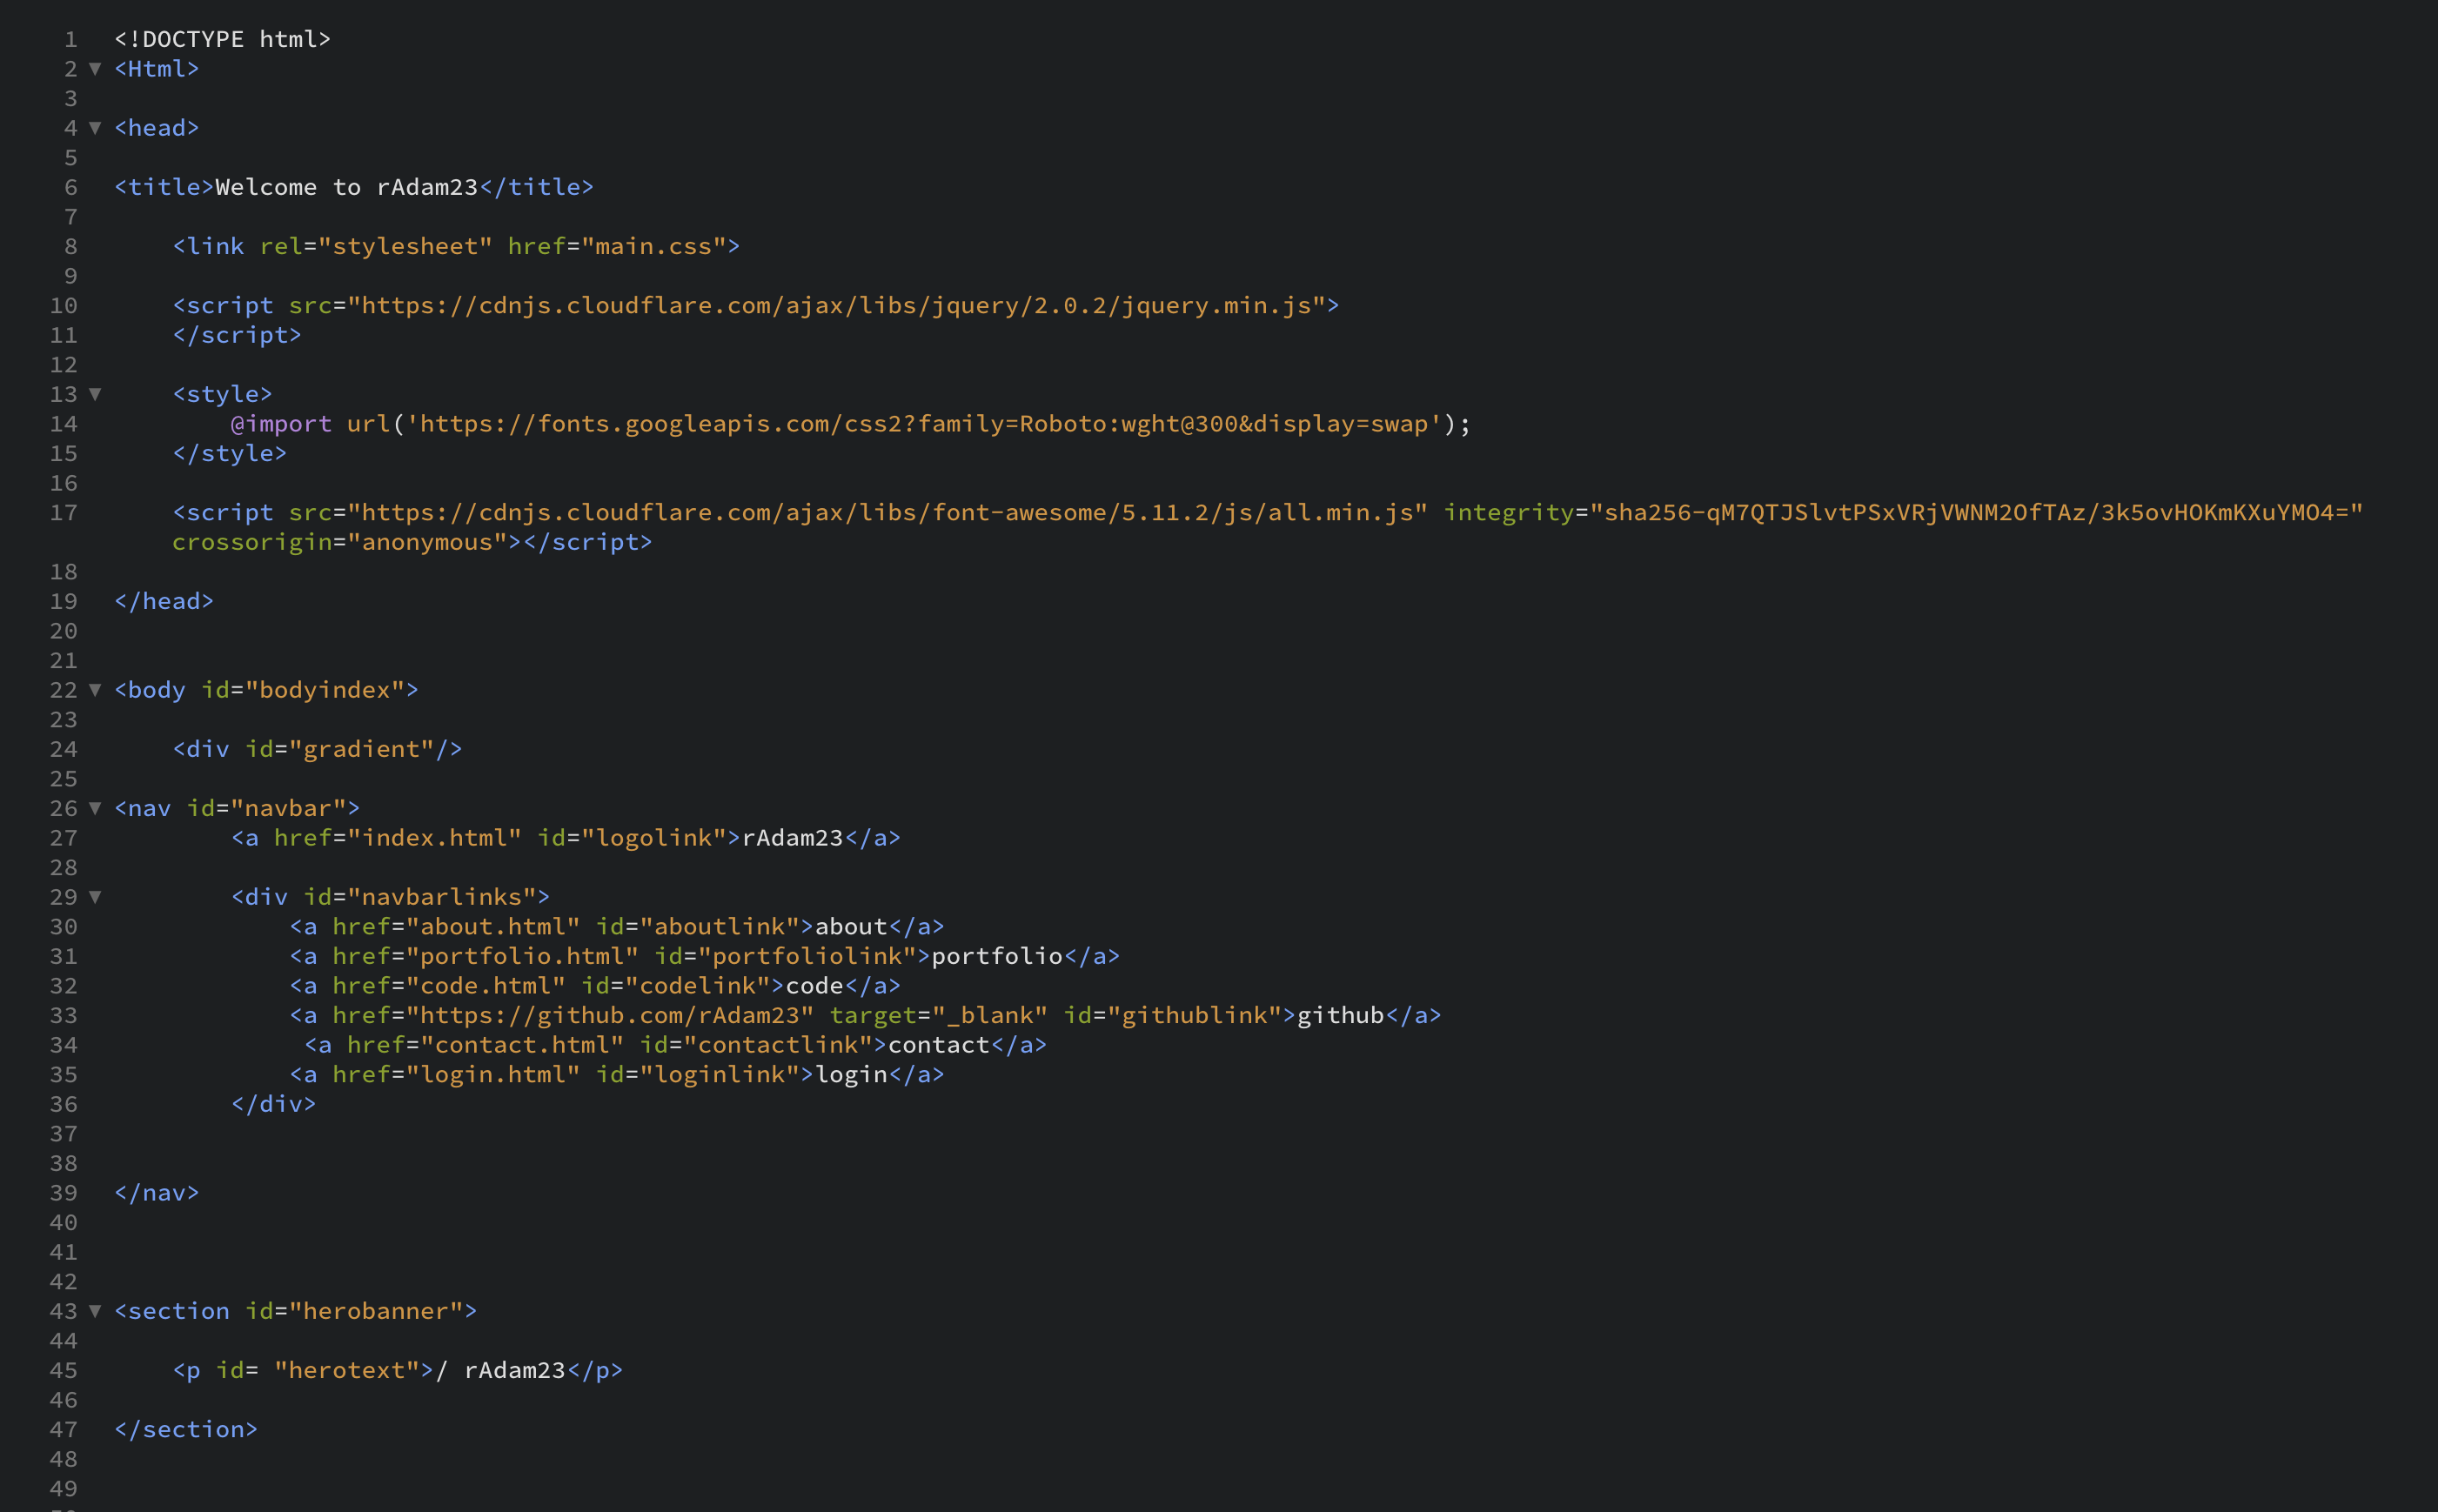 1 <!DOCTYPE html>
2 ▼ <Html>
3
4 ▼ <head>
5
6 <title>Welcome to rAdam23</title>
7
8     <link rel="stylesheet" href="main.css">
9
10     <script src="https://cdnjs.cloudflare.com/ajax/libs/jquery/2.0.2/jquery.min.js">
11     </script>
12
13 ▼     <style>
14         @import url('https://fonts.googleapis.com/css2?family=Roboto:wght@300&display=swap');
15     </style>
16
17     <script src="https://cdnjs.cloudflare.com/ajax/libs/font-awesome/5.11.2/js/all.min.js" integrity="sha256-qM7QTJSlvtPSxVRjVWNM2OfTAz/3k5ovHOKmKXuYMO4="
    crossorigin="anonymous"></script>
18
19 </head>
20
21
22 ▼ <body id="bodyindex">
23
24     <div id="gradient"/>
25
26 ▼ <nav id="navbar">
27         <a href="index.html" id="logolink">rAdam23</a>
28
29 ▼         <div id="navbarlinks">
30             <a href="about.html" id="aboutlink">about</a>
31             <a href="portfolio.html" id="portfoliolink">portfolio</a>
32             <a href="code.html" id="codelink">code</a>
33             <a href="https://github.com/rAdam23" target="_blank" id="githublink">github</a>
34              <a href="contact.html" id="contactlink">contact</a>
35             <a href="login.html" id="loginlink">login</a>
36         </div>
37
38
39 </nav>
40
41
42
43 ▼ <section id="herobanner">
44
45     <p id= "herotext">/ rAdam23</p>
46
47 </section>
48
49